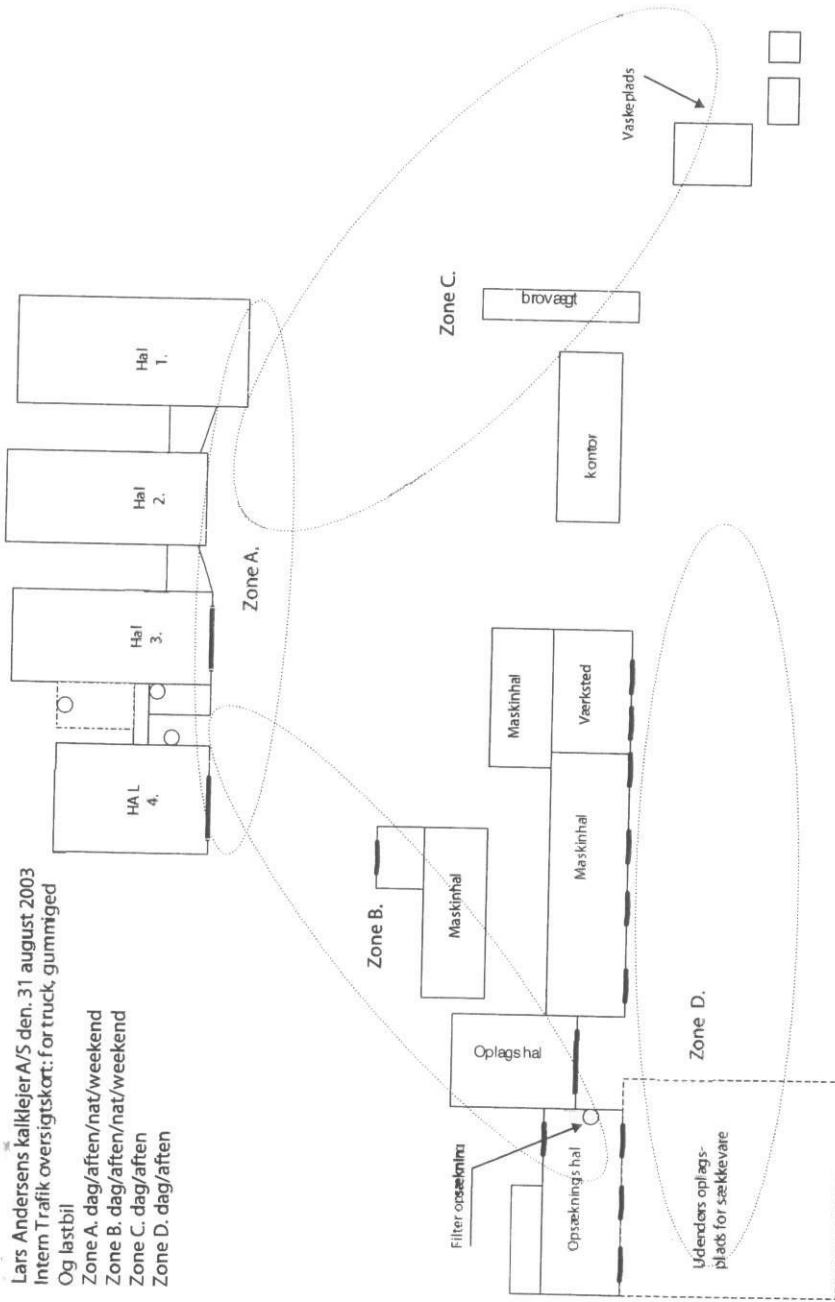 Lars Andersens kalklejer A/S den. 31 august 2003
Intern Trafik oversigtskort: for truck, gummiged
Og lastbil
Zone A. dag/aften/nat/weekend
Zone B. dag/aften/nat/weekend
Zone C. dag/aften
Zone D. dag/aften
HAL
4.
Hal
3.
Hal
2.
Hal
1.
Zone A.
Zone B.
Zone C.
Vaskeplads
brovægt
kontor
Maskinhal
Maskinhal
Værksted
Maskinhal
Oplagshal
Filter opsækning
Opsæknings hal
Zone D.
Udendørs oplags-
plads for sækkevare